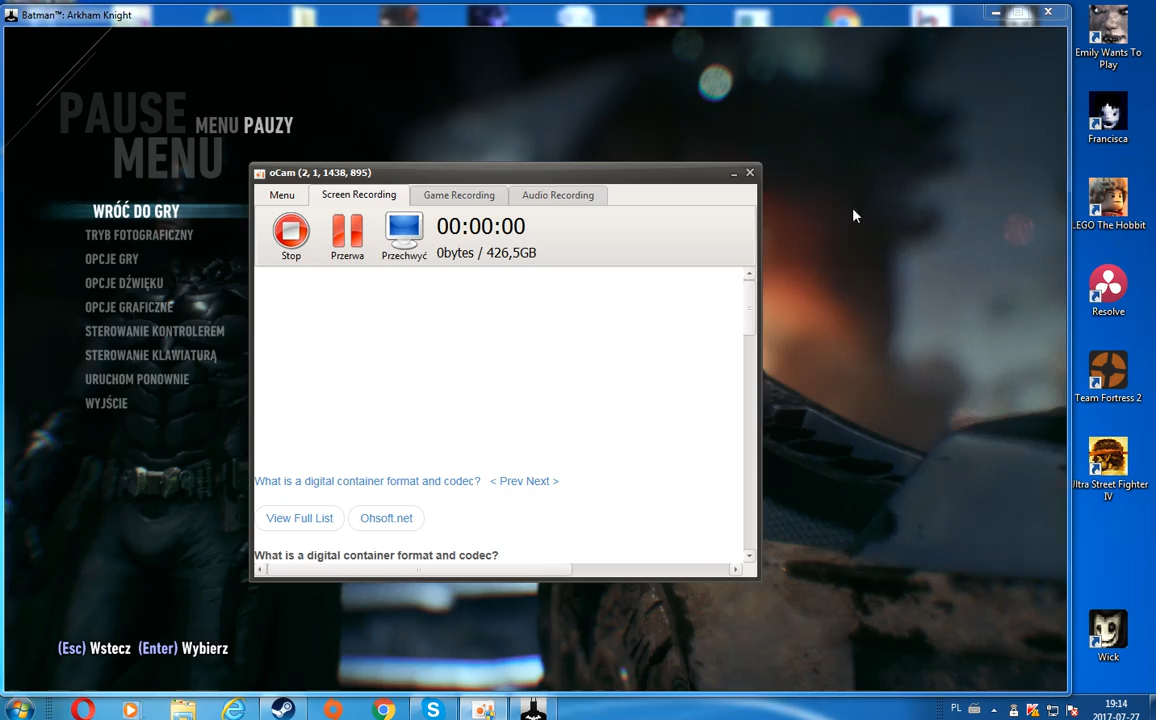 Batman™: Arkham Knight
PAUSE
MENU
MENU PAUZY
WRÓĆ DO GRY
TRYB FOTOGRAFICZNY
OPCJE GRY
OPCJE DŹWIĘKU
OPCJE GRAFICZNE
STEROWANIE KONTROLEREM
STEROWANIE KLAWIATURĄ
URUCHOM PONOWNIE
WYJŚCIE
(Esc) Wstecz (Enter) Wybierz
oCam (2, 1, 1438, 895)
Menu Screen Recording Game Recording Audio Recording
00:00:00
0bytes / 426,5GB
Stop Przerwa Przechwyć
What is a digital container format and codec? < Prev Next >
View Full List Ohsoft.net
What is a digital container format and codec?
Emily Wants To
Play
Francisca
LEGO The Hobbit
Resolve
Team Fortress 2
Ultra Street Fighter
IV
Wick
PL
19:14
2017-07-27